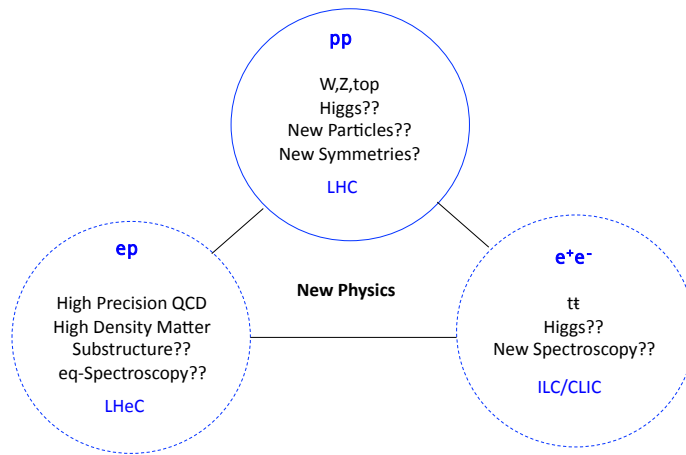 pp
W,Z,top
Higgs??
New Particles??
New Symmetries?
LHC
ep
High Precision QCD
High Density Matter
Substructure??
eq-Spectroscopy??
LHeC
New Physics
e⁺e⁻
tŧ
Higgs??
New Spectroscopy??
ILC/CLIC